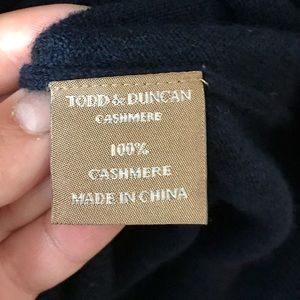 TODD & DUNCAN
CASHMERE
100%
CASHMERE
MADE IN CHINA